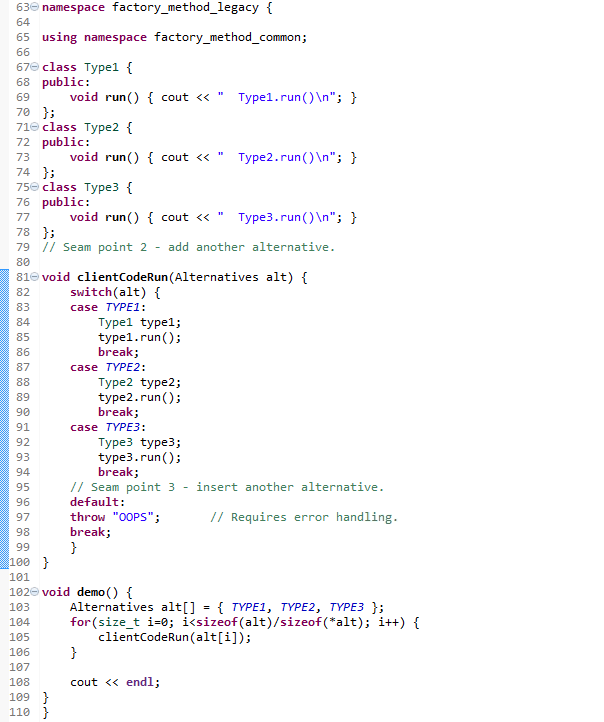 63 namespace factory_method_legacy {
64
65 using namespace factory_method_common;
66
67 class Type1 {
68 public:
69     void run() { cout << "  Type1.run()\n"; }
70 };
71 class Type2 {
72 public:
73     void run() { cout << "  Type2.run()\n"; }
74 };
75 class Type3 {
76 public:
77     void run() { cout << "  Type3.run()\n"; }
78 };
79 // Seam point 2 - add another alternative.
80
81 void clientCodeRun(Alternatives alt) {
82     switch(alt) {
83     case TYPE1:
84         Type1 type1;
85         type1.run();
86         break;
87     case TYPE2:
88         Type2 type2;
89         type2.run();
90         break;
91     case TYPE3:
92         Type3 type3;
93         type3.run();
94         break;
95     // Seam point 3 - insert another alternative.
96     default:
97     throw "OOPS";       // Requires error handling.
98     break;
99     }
100 }
101
102 void demo() {
103     Alternatives alt[] = { TYPE1, TYPE2, TYPE3 };
104     for(size_t i=0; i<sizeof(alt)/sizeof(*alt); i++) {
105         clientCodeRun(alt[i]);
106     }
107
108     cout << endl;
109 }
110 }